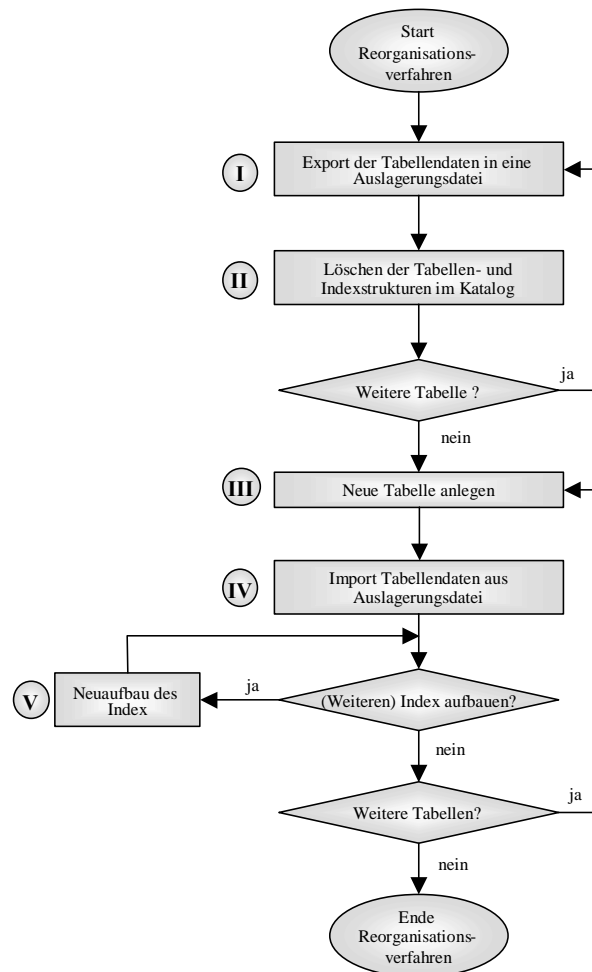 Start
Reorganisations-
verfahren
I
Export der Tabellendaten in eine
Auslagerungsdatei
II
Löschen der Tabellen- und
Indexstrukturen im Katalog
Weitere Tabelle ?
ja
nein
III
Neue Tabelle anlegen
IV
Import Tabellendaten aus
Auslagerungsdatei
V
Neuaufbau des
Index
ja
(Weiteren) Index aufbauen?
nein
Weitere Tabellen?
ja
nein
Ende
Reorganisations-
verfahren